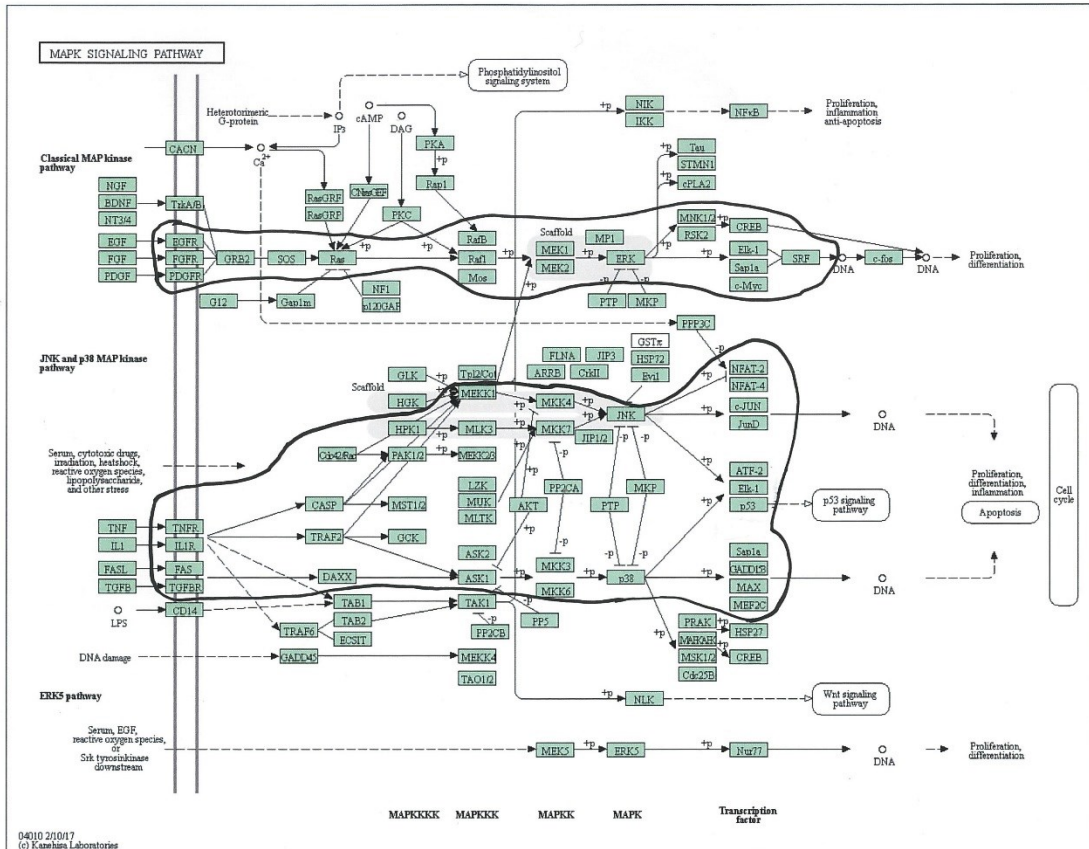 MAPK SIGNALING PATHWAY
Phosphatidylinositol
signaling system
Heterotorimeric
G-protein
IP3
cAMP
DAG
PKA
+p
NIK
IKK
+p
NFκB
Proliferation,
inflammation
anti-apoptosis
CACN
Ca2+
Classical MAP kinase
pathway
NGF
BDNF
NT3/4
TrkA/B
RasGRF
RasGRP
CNasGEF
PKC
Rap1
Tau
STMN1
cPLA2
+p
+p
EGF
FGF
PDGF
EGFR
FGFR
PDGFR
GRB2
SOS
Ras
+p
+p
RafB
Raf1
Mos
+p
+p
Scaffold
MEK1
MEK2
MP1
+p
ERK
+p
+p
MNK1/2
RSK2
+p
CREB
Elk-1
Sap1a
c-Myc
SRF
DNA
c-fos
DNA
Proliferation,
differentiation
G12
Gap1m
NF1
p120GAP
-p
PTP
MKP
PPP3C
-p
JNK and p38 MAP kinase
pathway
Scaffold
GLK
HGK
HPK1
+p
+p
+p
Tpl2/Cot
MEKK1
MLK3
MEKK2/3
+p
+p
FLNA
JIP3
ARRB
CrkII
GSTπ
HSP72
Evi1
MKK4
MKK7
+p
+p
JNK
JIP1/2
+p
+p
+p
NFAT-2
NFAT-4
c-JUN
JunD
DNA
Serum, cytotoxic drugs,
irradiation, heatshock,
reactive oxygen species,
lipopolysaccharide,
and other stress
Cdc42/Rac
PAK1/2
+p
-p
-p
-p
LZK
MUK
MLTK
PP2CA
MKP
AKT
PTP
ATF-2
Elk-1
p53
p53 signaling
pathway
Proliferation,
differentiation,
inflammation
Apoptosis
Cell
cycle
TNF
IL1
FASL
TGFB
TNFR
IL1R
FAS
TGFBR
CASP
TRAF2
MST1/2
GCK
DAXX
ASK2
ASK1
+p
MKK3
MKK6
+p
-p
-p
p38
+p
+p
Sap1a
GADD153
MAX
MEF2C
DNA
LPS
CD14
TAB1
TAB2
TRAF6
ECSIT
TAK1
-p
-p
PP2CB
PP5
+p
PRAK
MAPKAPK
MSK1/2
Cdc25B
+p
+p
HSP27
CREB
DNA damage
GADD45
MEKK4
TAO1/2
ERK5 pathway
+p
NLK
Wnt signaling
pathway
Serum, EGF,
reactive oxygen species,
or
Srk tyrosinkinase
downstream
MEK5
+p
ERK5
+p
Nur77
DNA
Proliferation,
differentiation
MAPKKKK
MAPKKK
MAPKK
MAPK
Transcription
factor
04010 2/10/17
(c) Kanehisa Laboratories